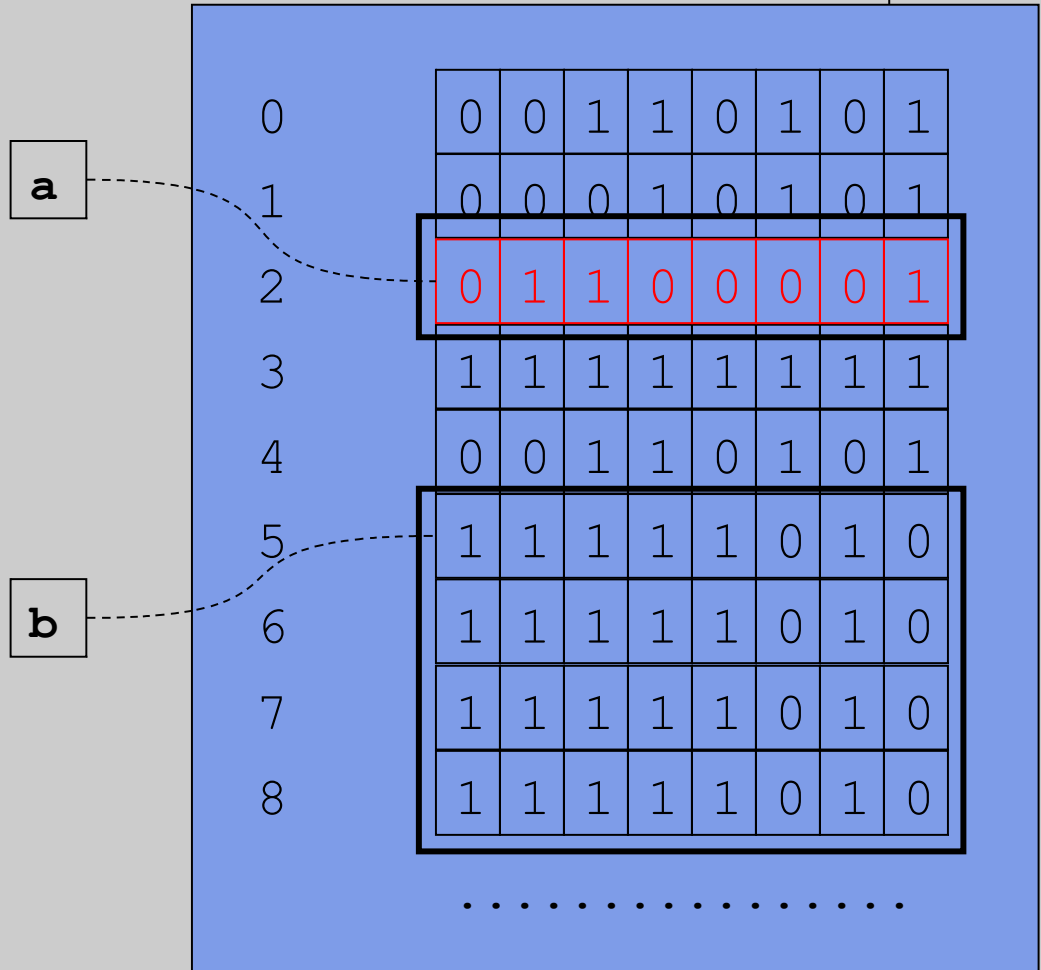 0 0 0 1 1 0 1 0 1
a
1 0 0 0 1 0 1 0 1
2 0 1 1 0 0 0 0 1
3 1 1 1 1 1 1 1 1
4 0 0 1 1 0 1 0 1
5 1 1 1 1 1 0 1 0
b
6 1 1 1 1 1 0 1 0
7 1 1 1 1 1 0 1 0
8 1 1 1 1 1 0 1 0
................